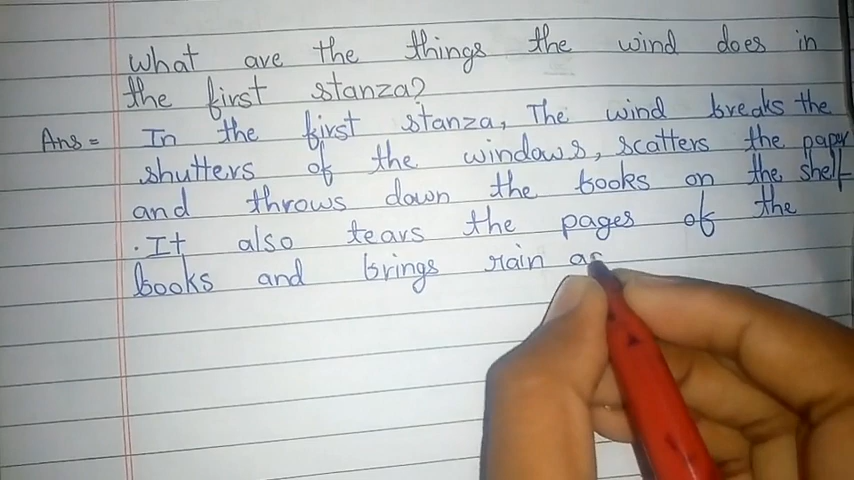 What are the things the wind does in
the first stanza?
Ans = In the first stanza, The wind breaks the
shutters of the windows, scatters the paper
and throws down the books on the shelf
. It also tears the pages of the
books and brings rain